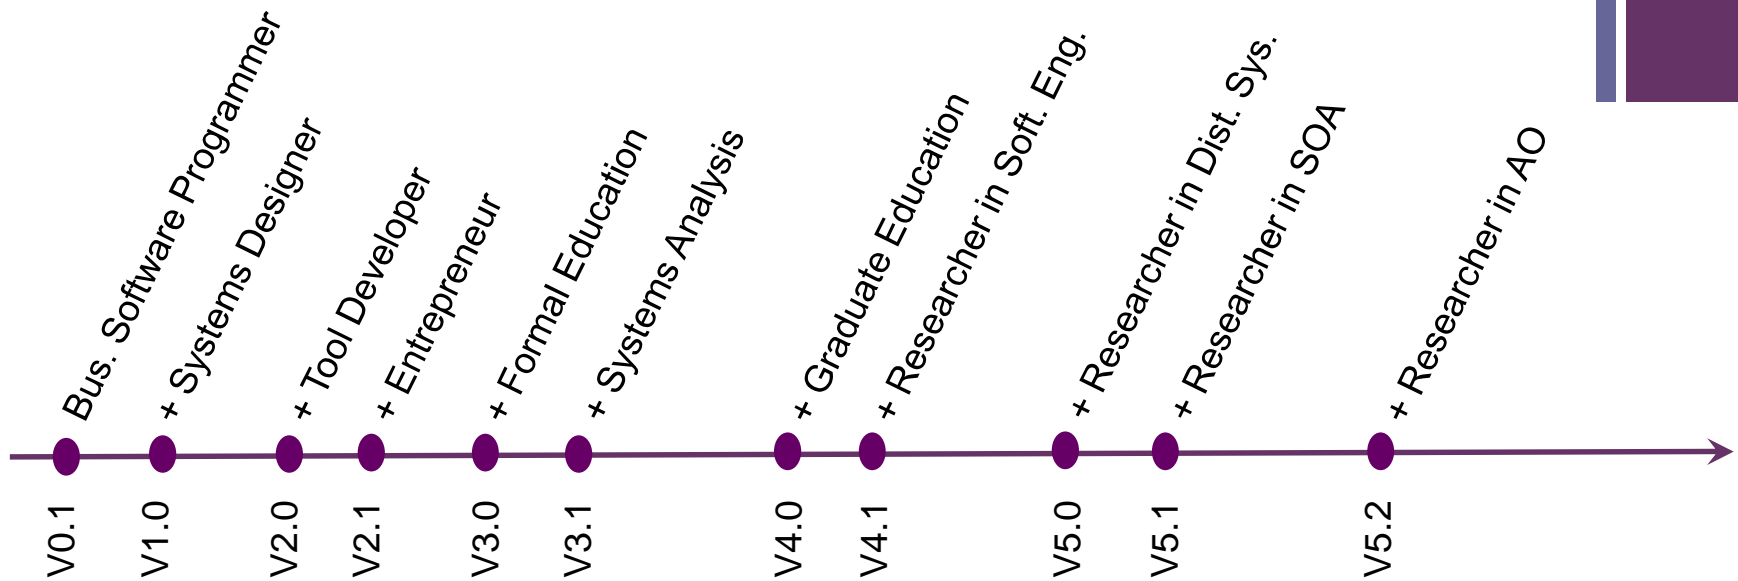 Bus. Software Programmer
+ Systems Designer
+ Tool Developer
+ Entrepreneur
+ Formal Education
+ Systems Analysis
+ Graduate Education
+ Researcher in Soft. Eng.
+ Researcher in Dist. Sys.
+ Researcher in SOA
+ Researcher in AO
V0.1
V1.0
V2.0
V2.1
V3.0
V3.1
V4.0
V4.1
V5.0
V5.1
V5.2